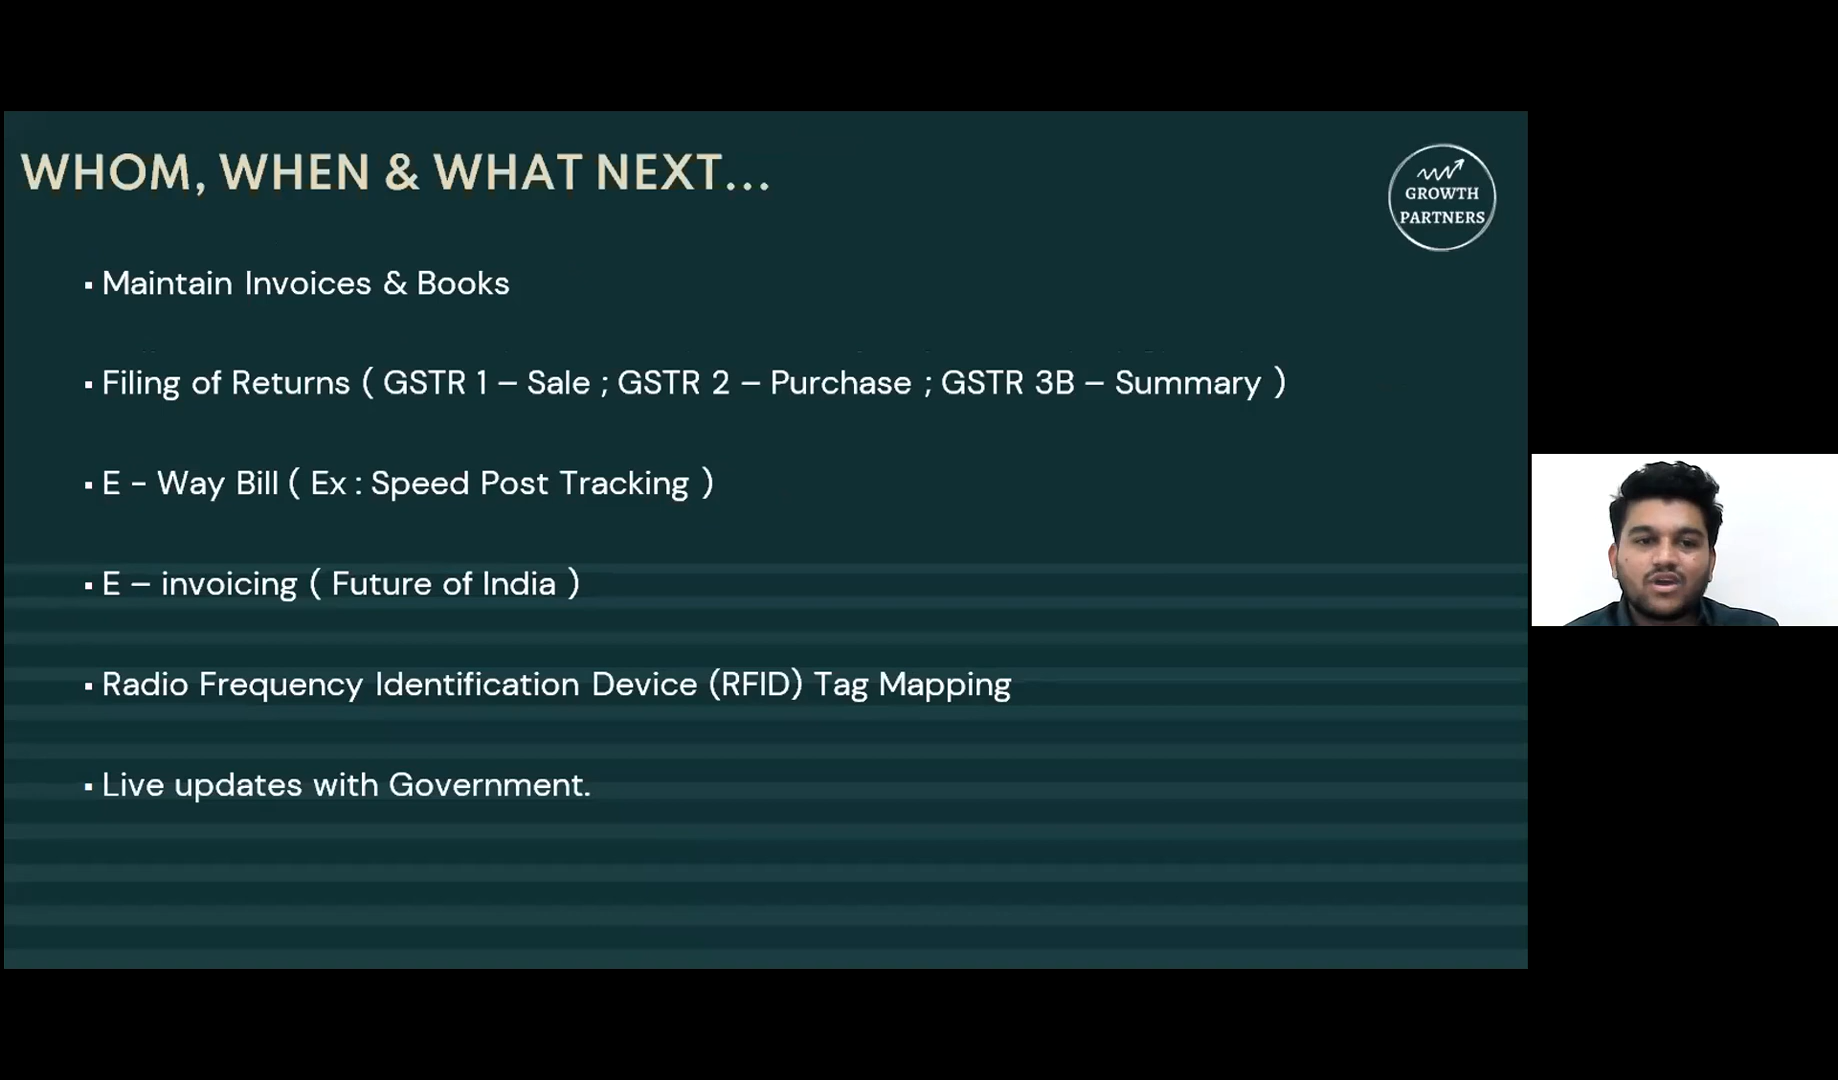 WHOM, WHEN & WHAT NEXT...
GROWTH
PARTNERS
▪ Maintain Invoices & Books
▪ Filing of Returns ( GSTR 1 – Sale ; GSTR 2 – Purchase ; GSTR 3B – Summary )
▪ E - Way Bill ( Ex : Speed Post Tracking )
▪ E – invoicing ( Future of India )
▪ Radio Frequency Identification Device (RFID) Tag Mapping
▪ Live updates with Government.